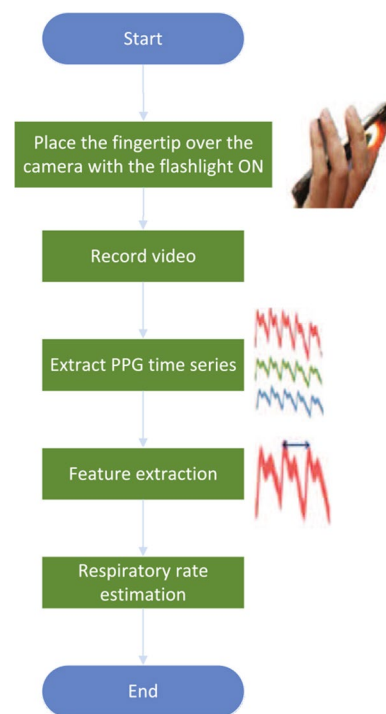 Start
Place the fingertip over the
camera with the flashlight ON
Record video
Extract PPG time series
Feature extraction
Respiratory rate
estimation
End